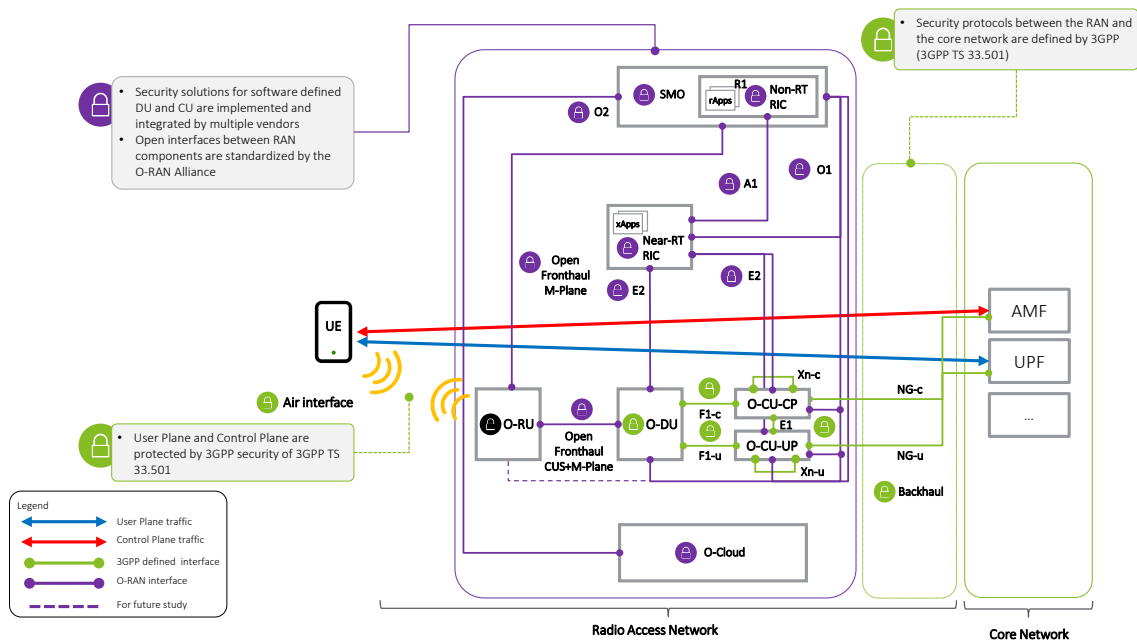 • Security protocols between the RAN and
the core network are defined by 3GPP
(3GPP TS 33.501)
• Security solutions for software defined
DU and CU are implemented and
integrated by multiple vendors
• Open interfaces between RAN
components are standardized by the
O-RAN Alliance
O2
SMO
R1
rApps
Non-RT
RIC
A1
O1
xApps
Near-RT
RIC
Open
Fronthaul
M-Plane
E2
E2
UE
AMF
UPF
...
Air interface
• User Plane and Control Plane are
protected by 3GPP security of 3GPP TS
33.501
O-RU
Open
Fronthaul
CUS+M-Plane
O-DU
F1-c
F1-u
Xn-c
O-CU-CP
E1
O-CU-UP
Xn-u
NG-c
NG-u
Backhaul
O-Cloud
Legend
User Plane traffic
Control Plane traffic
3GPP defined interface
O-RAN interface
For future study
Radio Access Network
Core Network